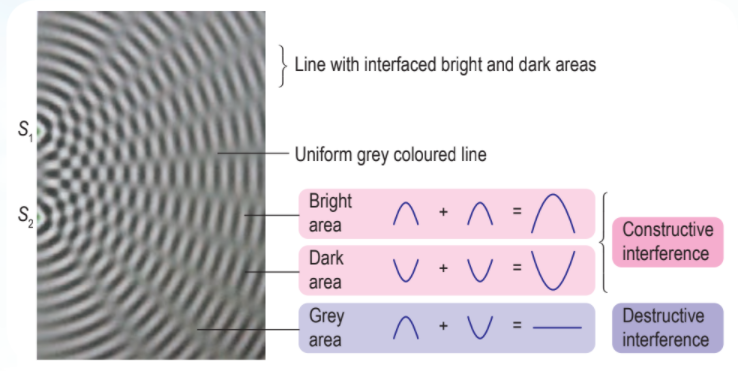 Line with interfaced bright and dark areas
S1
Uniform grey coloured line
S2
Bright
area
+
=
Constructive
interference
Dark
area
+
=
Grey
area
+
=
Destructive
interference